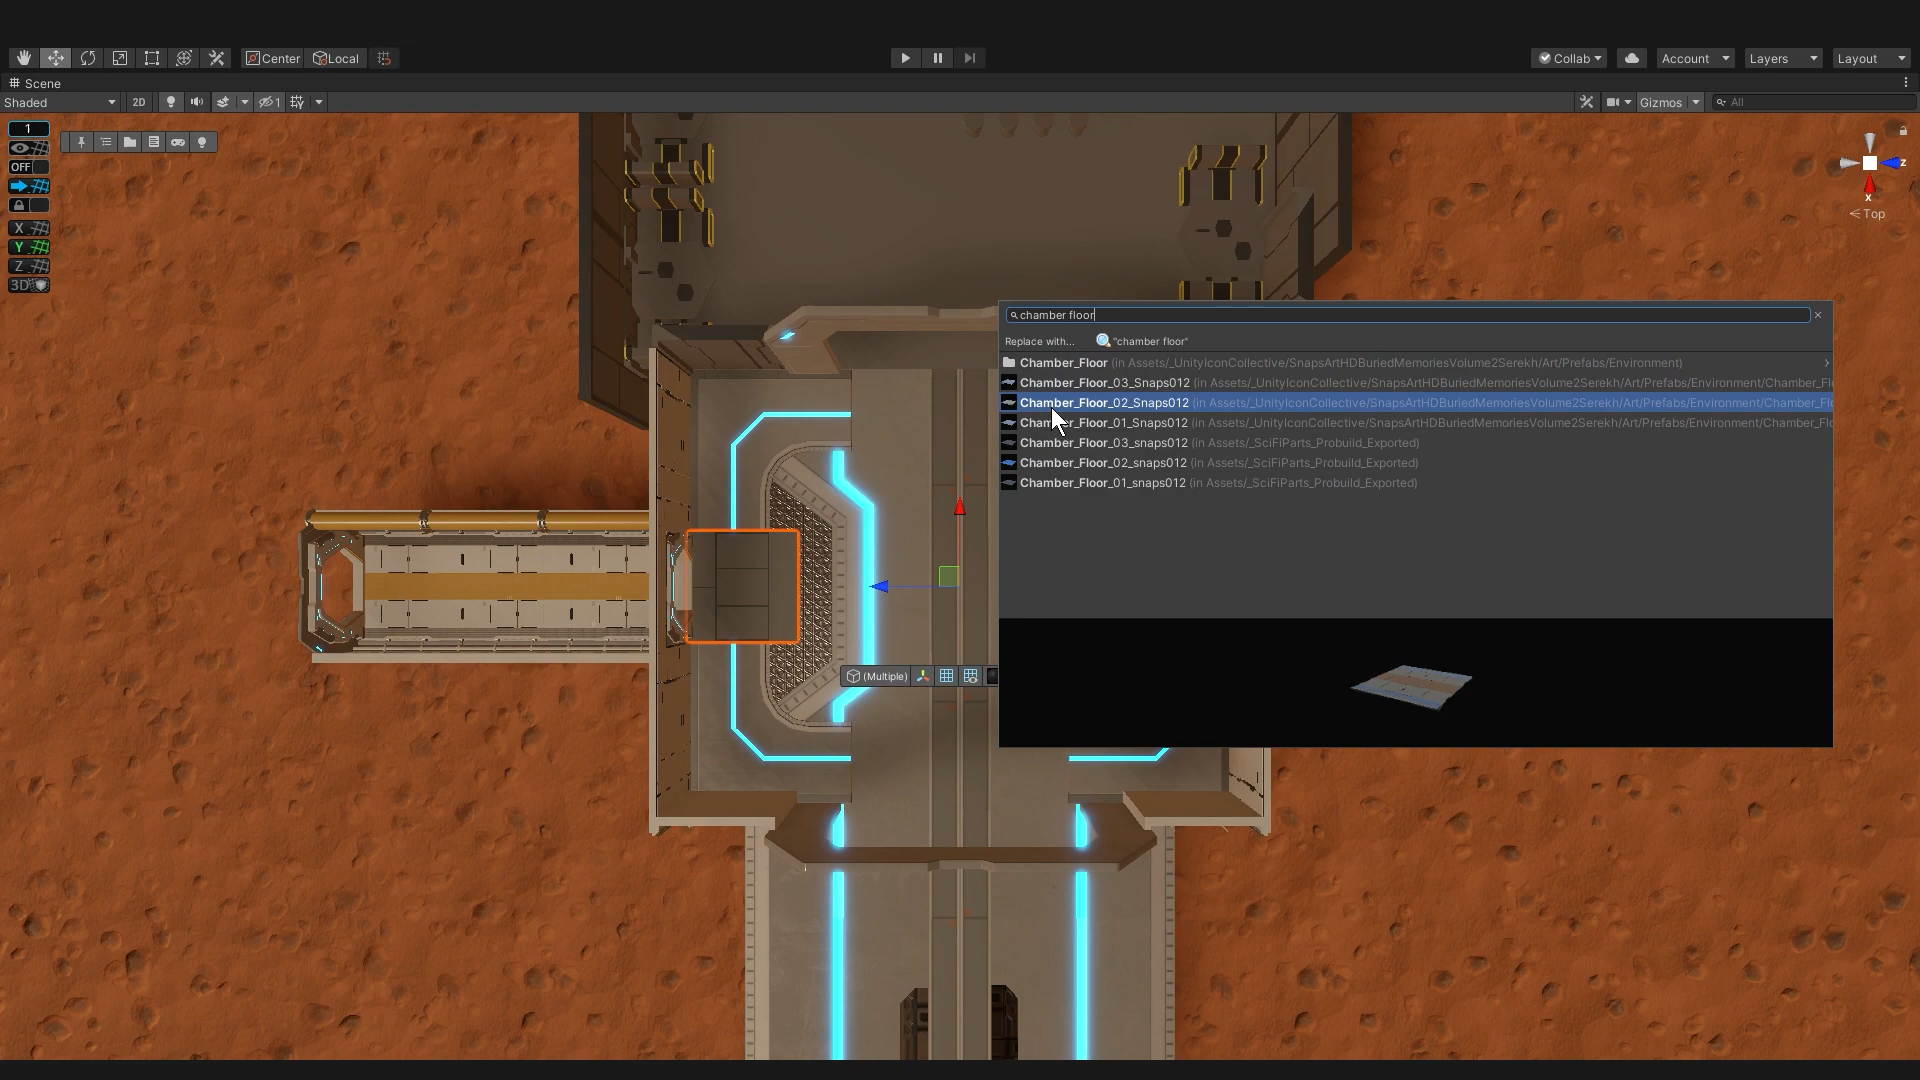 Center Local
Collab Account Layers Layout
Scene
Shaded 2D 1 Gizmos All
1
OFF
X
Y
Z
3D
z
x
Top
chamber floor
Replace with... "chamber floor"
Chamber_Floor (in Assets/_UnityIconCollective/SnapsArtHDBuriedMemoriesVolume2Serekh/Art/Prefabs/Environment)
Chamber_Floor_03_Snaps012 (in Assets/_UnityIconCollective/SnapsArtHDBuriedMemoriesVolume2Serekh/Art/Prefabs/Environment/Chamber_Flo
Chamber_Floor_02_Snaps012 (in Assets/_UnityIconCollective/SnapsArtHDBuriedMemoriesVolume2Serekh/Art/Prefabs/Environment/Chamber_Flo
Chamber_Floor_01_Snaps012 (in Assets/_UnityIconCollective/SnapsArtHDBuriedMemoriesVolume2Serekh/Art/Prefabs/Environment/Chamber_Flo
Chamber_Floor_03_snaps012 (in Assets/_SciFiParts_Probuild_Exported)
Chamber_Floor_02_snaps012 (in Assets/_SciFiParts_Probuild_Exported)
Chamber_Floor_01_snaps012 (in Assets/_SciFiParts_Probuild_Exported)
(Multiple)